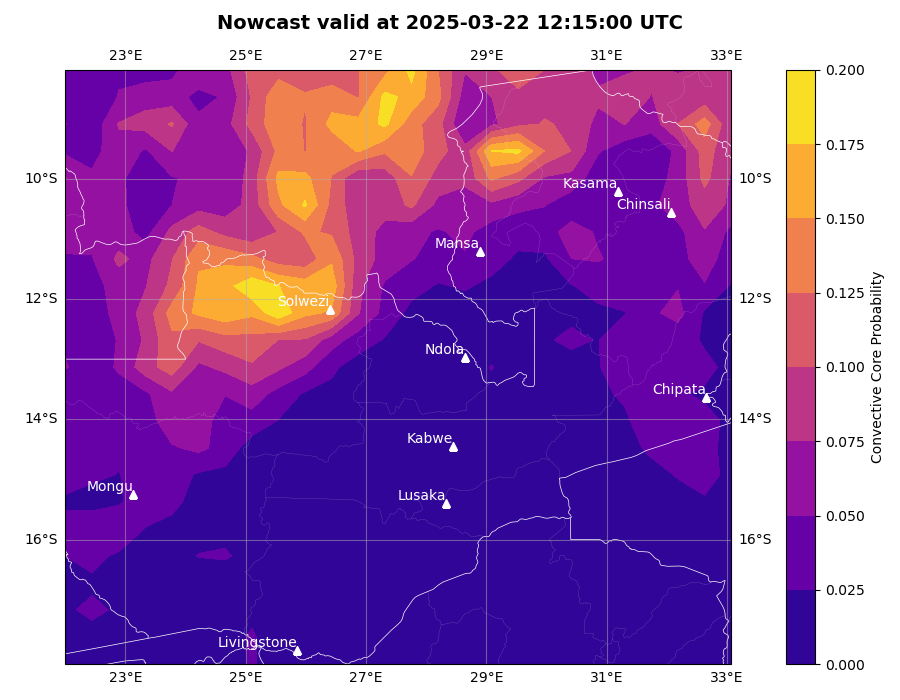 Nowcast valid at 2025-03-22 12:15:00 UTC
23°E 25°E 27°E 29°E 31°E 33°E
0.200
0.175
10°S Kasama 10°S
Chinsali
0.150
Mansa
12°S Solwezi 12°S
0.125
Ndola
0.100
Chipata
14°S 14°S
Kabwe
0.075
Mongu
Lusaka
0.050
16°S 16°S
0.025
Livingstone
0.000
23°E 25°E 27°E 29°E 31°E 33°E
Convective Core Probability